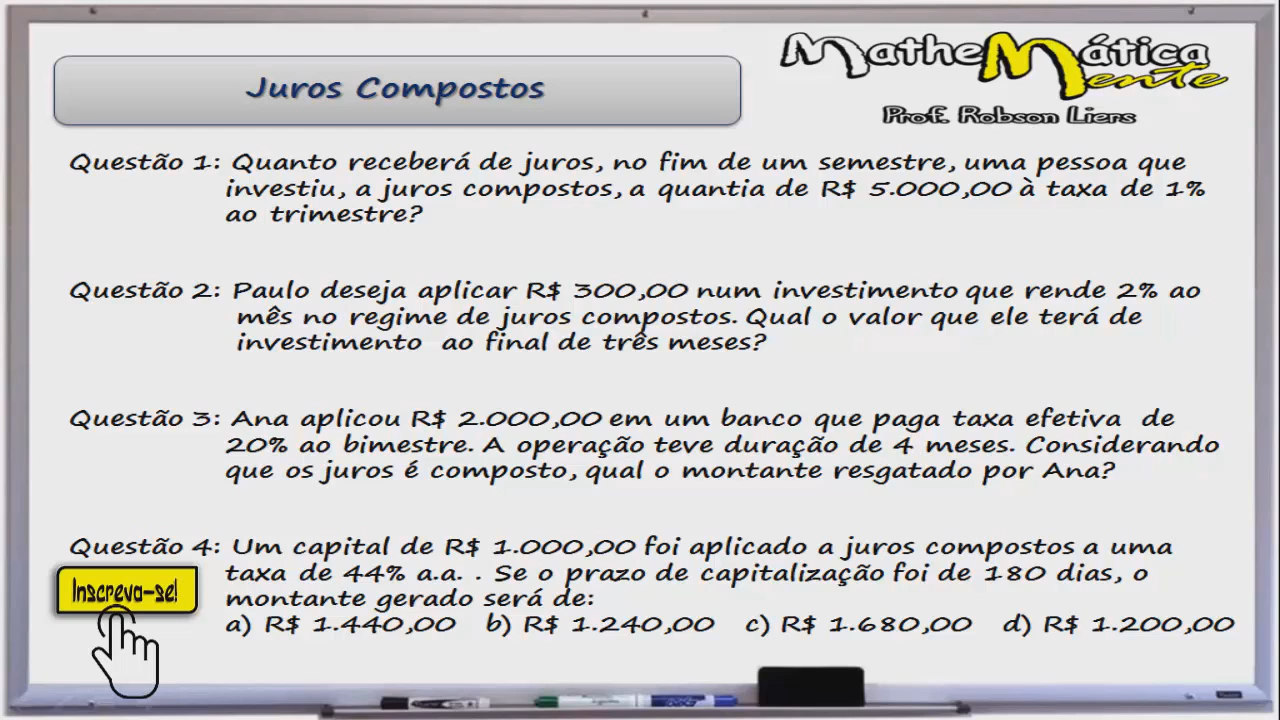 MatheMática
mente
Prof. Robson Liers
Juros Compostos
Questão 1: Quanto receberá de juros, no fim de um semestre, uma pessoa que
investiu, a juros compostos, a quantia de R$ 5.000,00 à taxa de 1%
ao trimestre?
Questão 2: Paulo deseja aplicar R$ 300,00 num investimento que rende 2% ao
mês no regime de juros compostos. Qual o valor que ele terá de
investimento ao final de três meses?
Questão 3: Ana aplicou R$ 2.000,00 em um banco que paga taxa efetiva de
20% ao bimestre. A operação teve duração de 4 meses. Considerando
que os juros é composto, qual o montante resgatado por Ana?
Questão 4: Um capital de R$ 1.000,00 foi aplicado a juros compostos a uma
taxa de 44% a.a. . Se o prazo de capitalização foi de 180 dias, o
montante gerado será de:
a) R$ 1.440,00 b) R$ 1.240,00 c) R$ 1.680,00 d) R$ 1.200,00
Inscreva-se!